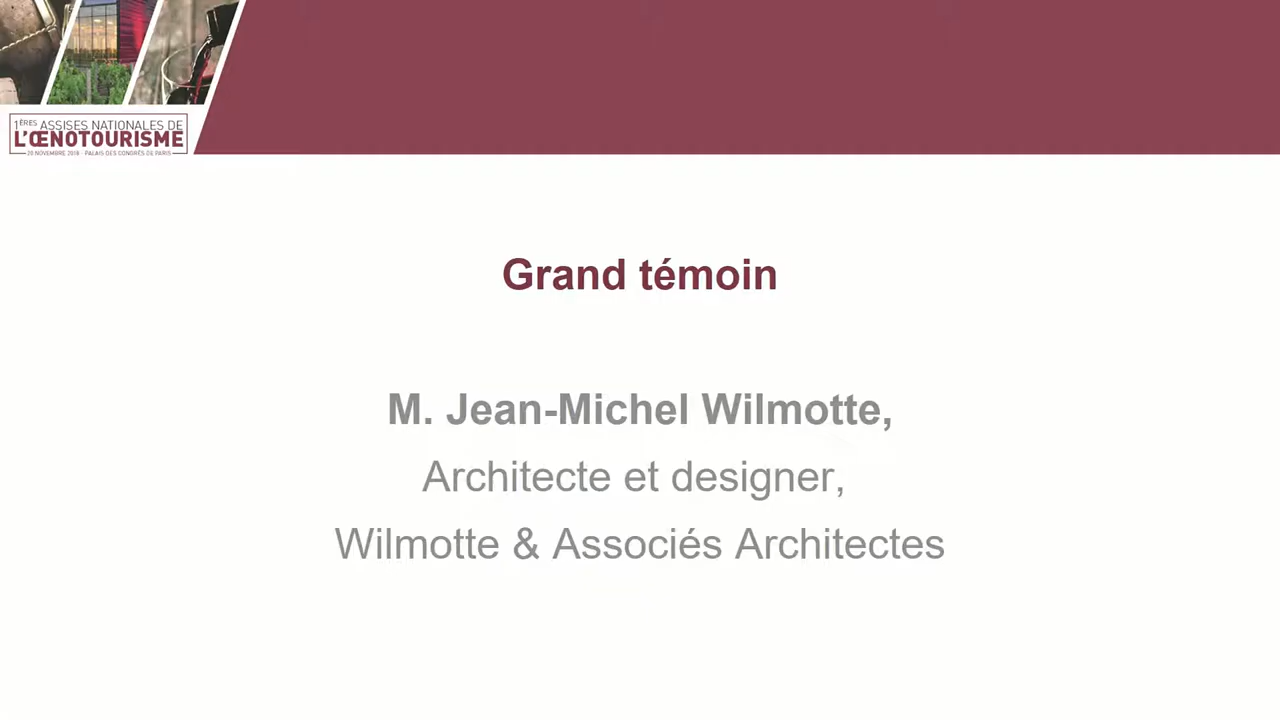 1ÈRES ASSISES NATIONALES DE
L'ŒNOTOURISME
20 NOVEMBRE 2018 - PALAIS DES CONGRÈS DE PARIS
Grand témoin
M. Jean-Michel Wilmotte,
Architecte et designer,
Wilmotte & Associés Architectes